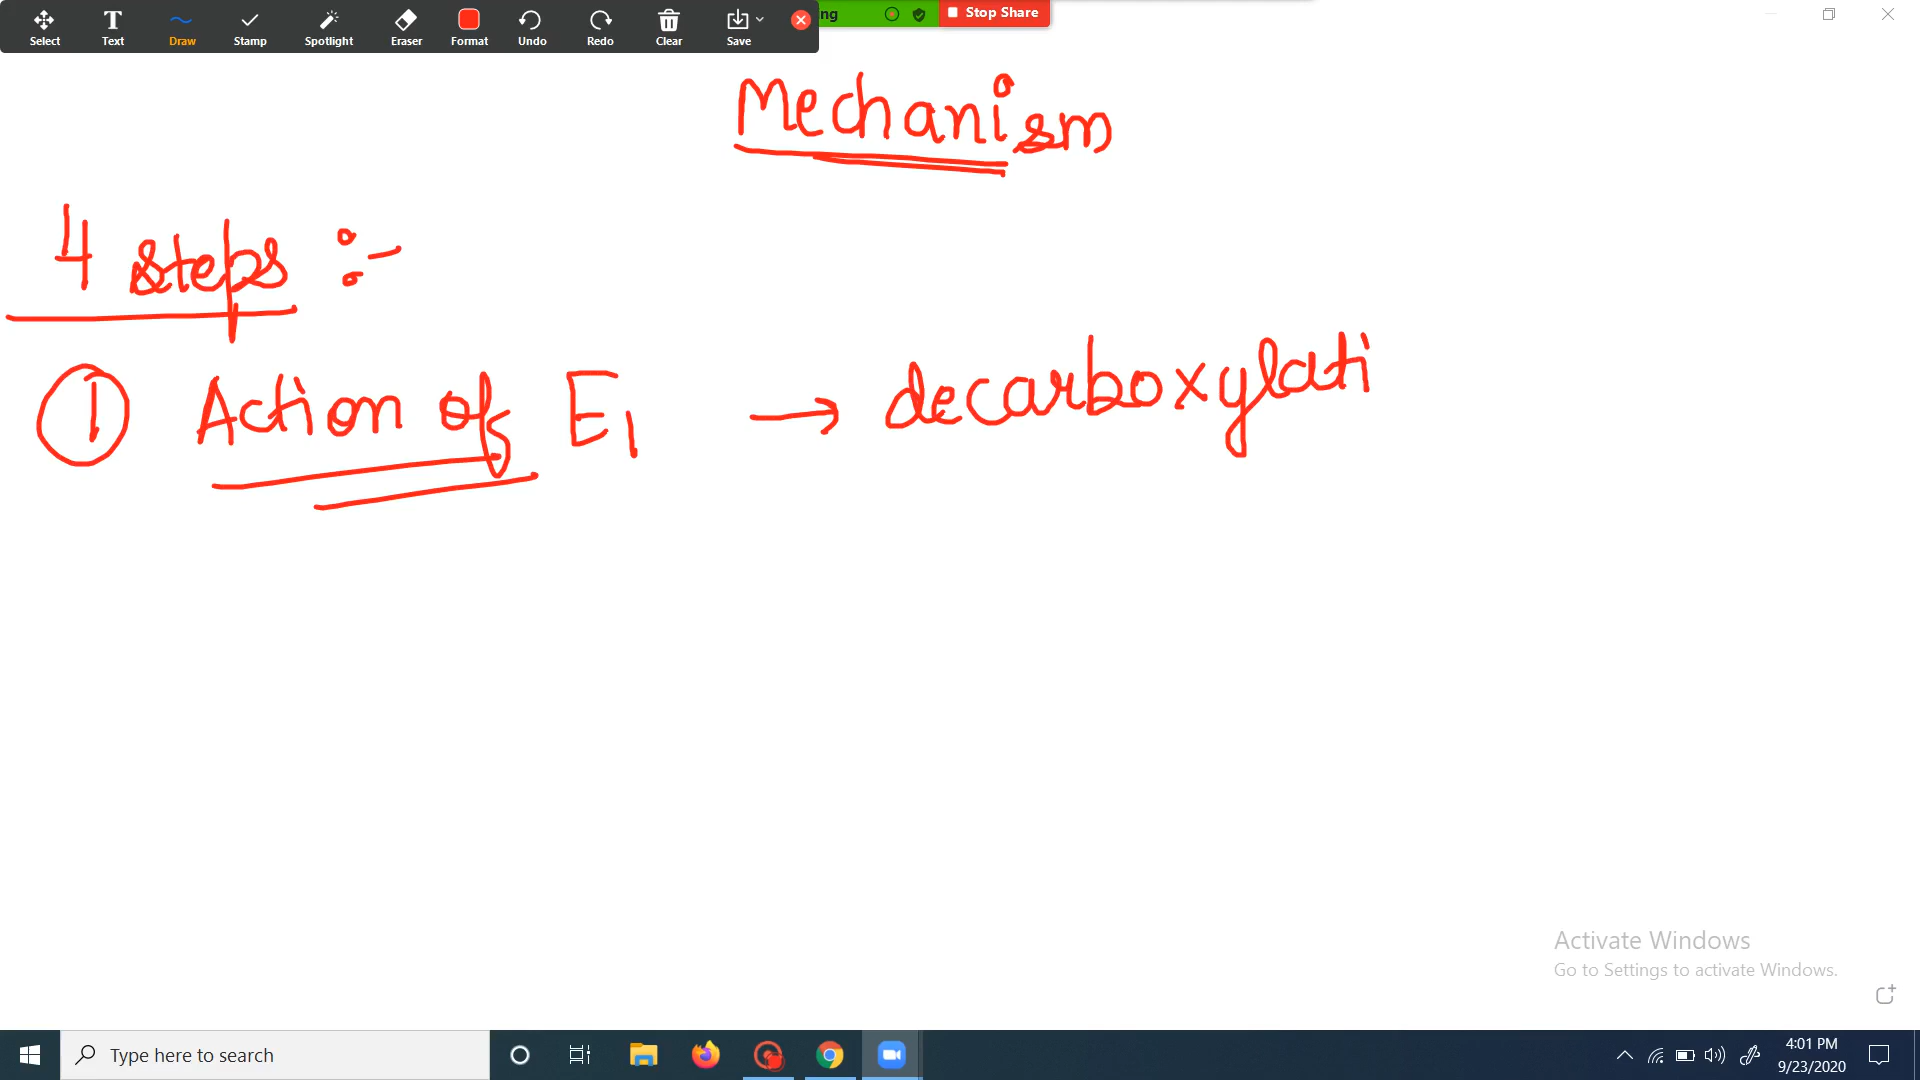 Select Text Draw Stamp Spotlight Eraser Format Undo Redo Clear Save
ng Stop Share
Mechanism
4 steps :-
① Action of E1 → decarboxylati
Activate Windows
Go to Settings to activate Windows.
Type here to search
4:01 PM
9/23/2020